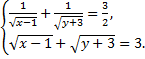 { 1/√(x−1) + 1/√(y+3) = 3/2,
√(x − 1) + √(y + 3) = 3.